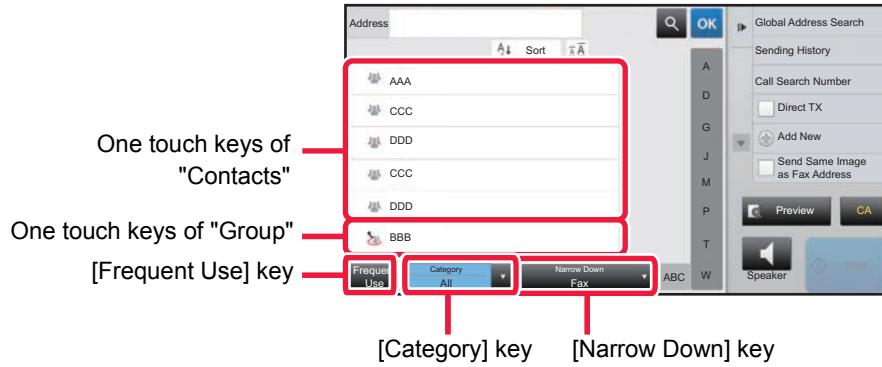 Address
OK
Sort
AAA
CCC
DDD
CCC
DDD
BBB
Frequen
Use
Category
All
Narrow Down
Fax
ABC
A
D
G
J
M
P
T
W
Global Address Search
Sending History
Call Search Number
Direct TX
Add New
Send Same Image
as Fax Address
Preview
CA
Speaker
Start
One touch keys of
"Contacts"
One touch keys of "Group"
[Frequent Use] key
[Category] key
[Narrow Down] key